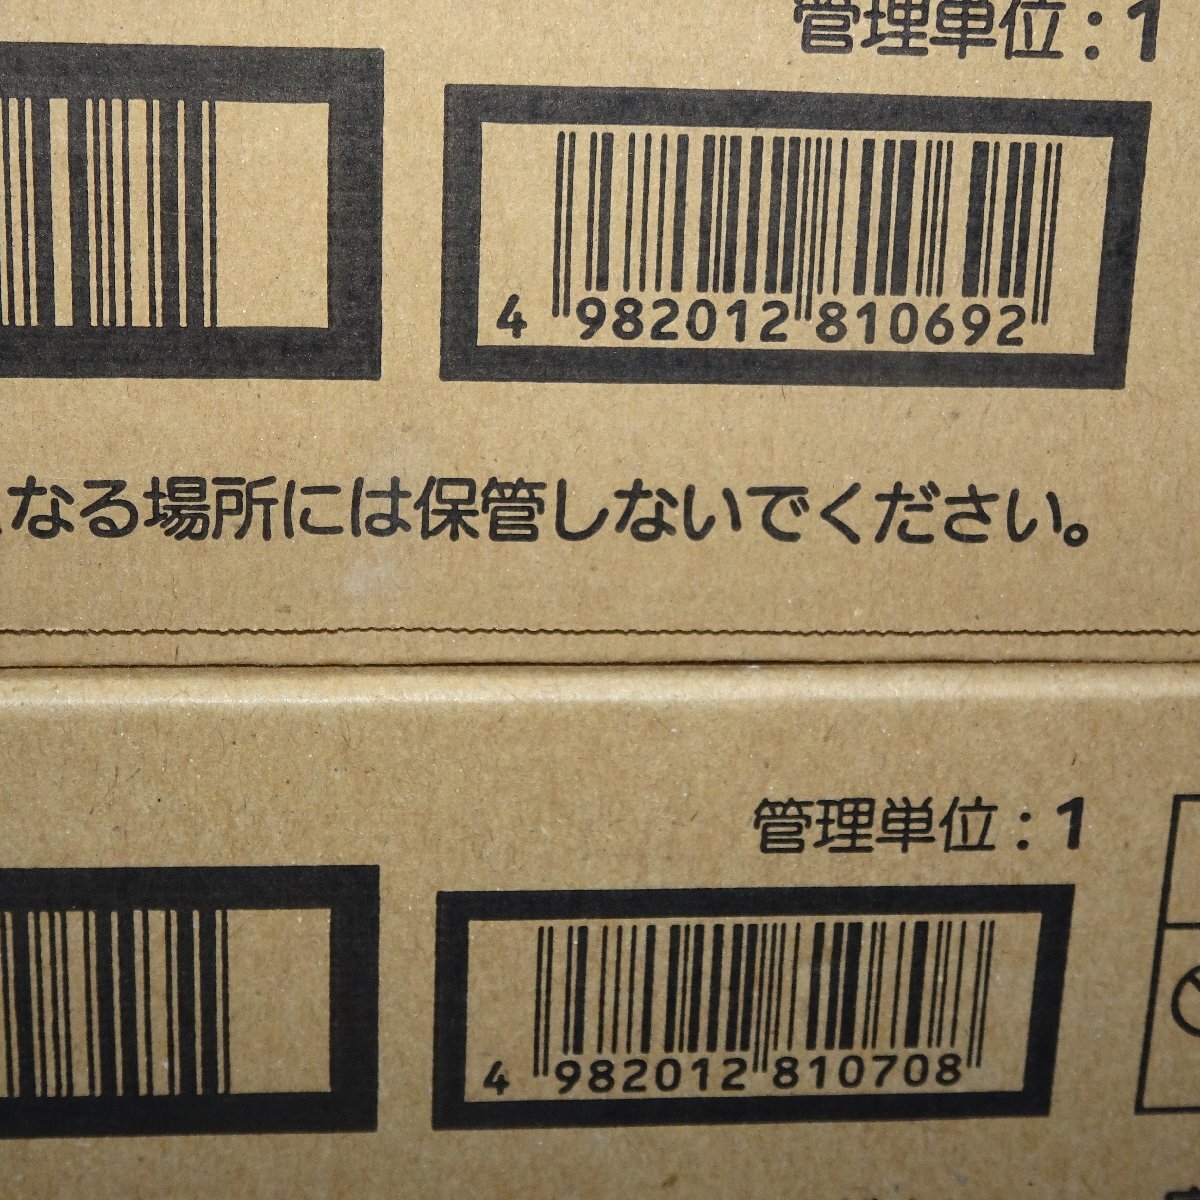 管理単位:1
4 982012 810692
なる場所には保管しないでください。
管理単位:1
4 982012 810708